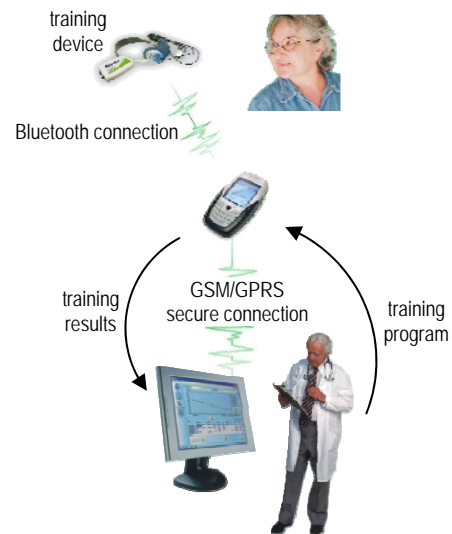 training
device
Bluetooth connection
GSM/GPRS
secure connection
training
results
training
program